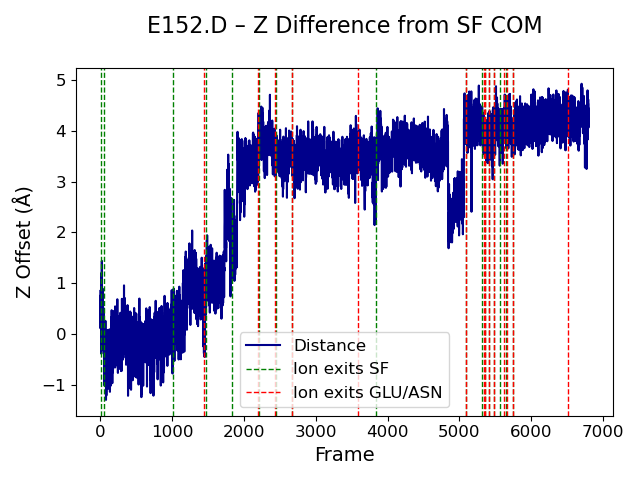 E152.D – Z Difference from SF COM
Z Offset (Å)
5
4
3
2
1
0
−1
Distance
Ion exits SF
Ion exits GLU/ASN
0 1000 2000 3000 4000 5000 6000 7000
Frame